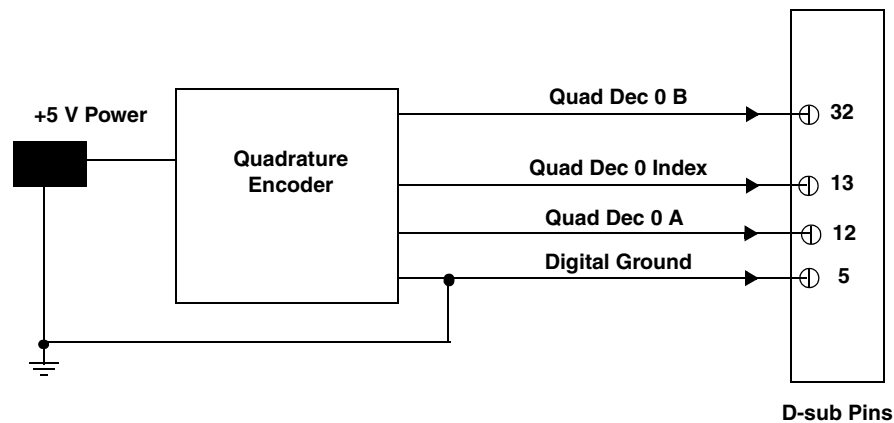 +5 V Power
Quadrature
Encoder
Quad Dec 0 B
32
Quad Dec 0 Index
13
Quad Dec 0 A
12
Digital Ground
5
D-sub Pins